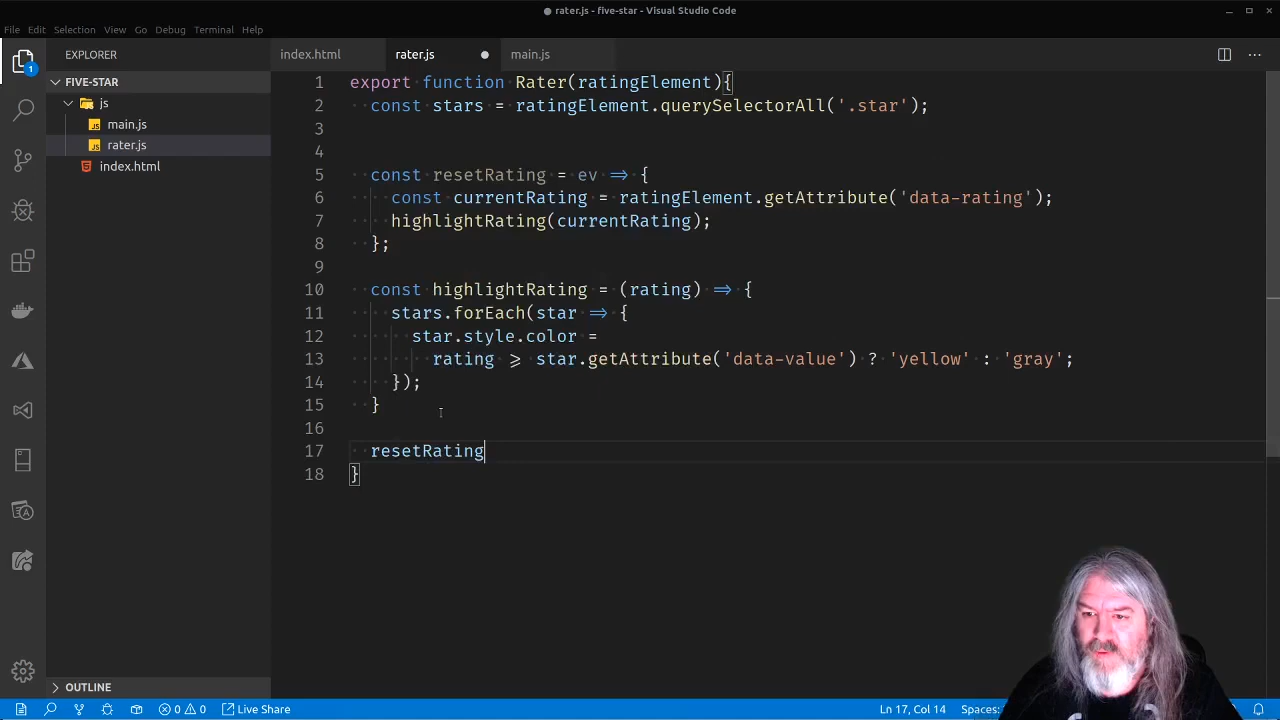 ● rater.js - five-star - Visual Studio Code
File Edit Selection View Go Debug Terminal Help
EXPLORER
index.html
rater.js
main.js
1
FIVE-STAR
js
main.js
rater.js
index.html
1 export function Rater(ratingElement){
2 const stars = ratingElement.querySelectorAll('.star');
3
4
5 const resetRating = ev => {
6 const currentRating = ratingElement.getAttribute('data-rating');
7 highlightRating(currentRating);
8 };
9
10 const highlightRating = (rating) => {
11 stars.forEach(star => {
12 star.style.color =
13 rating >= star.getAttribute('data-value') ? 'yellow' : 'gray';
14 });
15 }
16
17 resetRating
18 }
OUTLINE
0 0
Live Share
Ln 17, Col 14
Spaces: